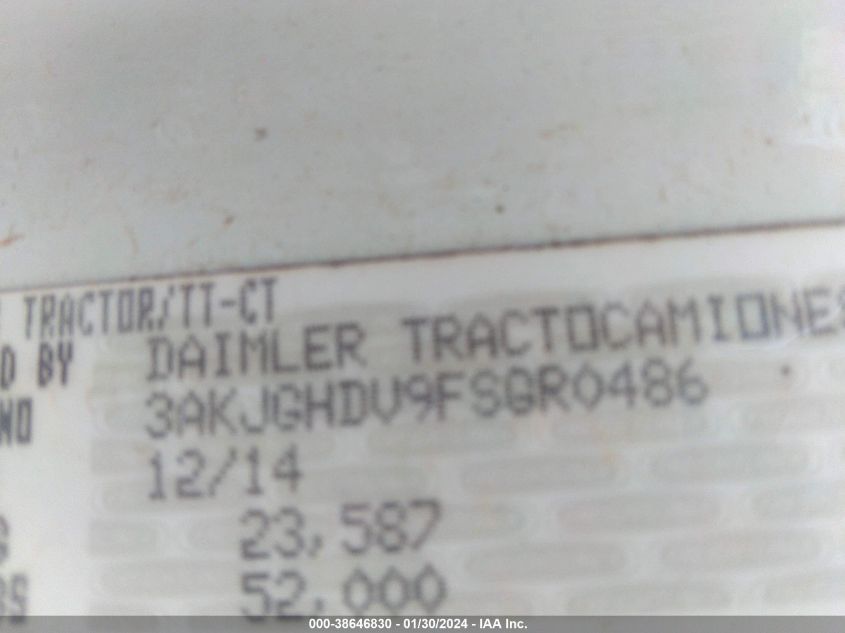 TRACTOR/TT-CT
D BY DAIMLER TRACTOCAMIONES
NO 3AKJGHDV9FSGR0486
12/14
G 23,587
BS 52,000
000-38646830 - 01/30/2024 - IAA Inc.